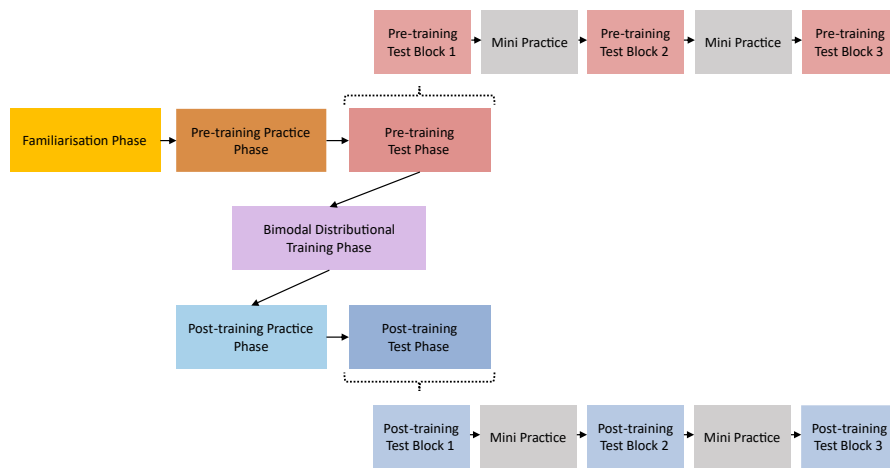 Pre-training
Test Block 1
Mini Practice
Pre-training
Test Block 2
Mini Practice
Pre-training
Test Block 3
Familiarisation Phase
Pre-training Practice
Phase
Pre-training
Test Phase
Bimodal Distributional
Training Phase
Post-training Practice
Phase
Post-training
Test Phase
Post-training
Test Block 1
Mini Practice
Post-training
Test Block 2
Mini Practice
Post-training
Test Block 3